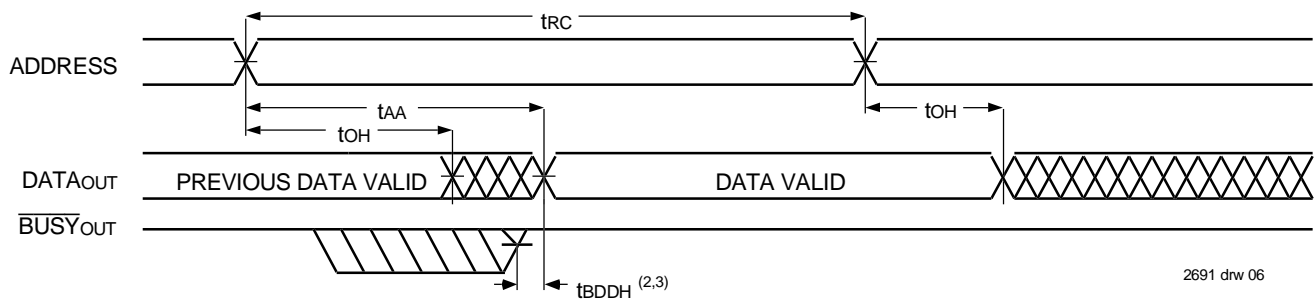 tRC
ADDRESS
tAA
tOH
tOH
DATAOUT
PREVIOUS DATA VALID
DATA VALID
BUSYOUT
tBDDH (2,3)
2691 drw 06